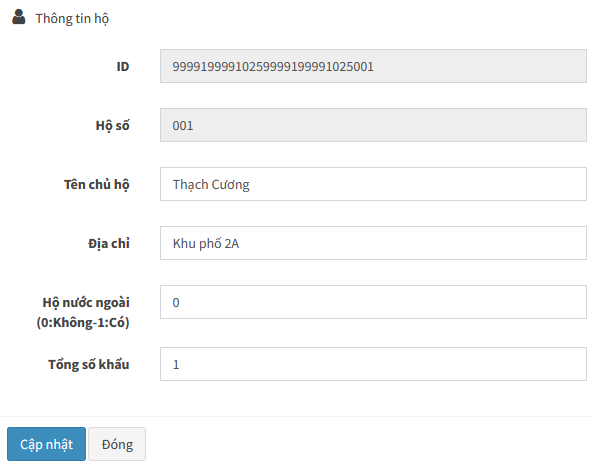 Thông tin hộ
ID
99991999910259999199991025001
Hộ số
001
Tên chủ hộ
Thạch Cương
Địa chỉ
Khu phố 2A
Hộ nước ngoài
(0:Không-1:Có)
0
Tổng số khẩu
1
Cập nhật
Đóng